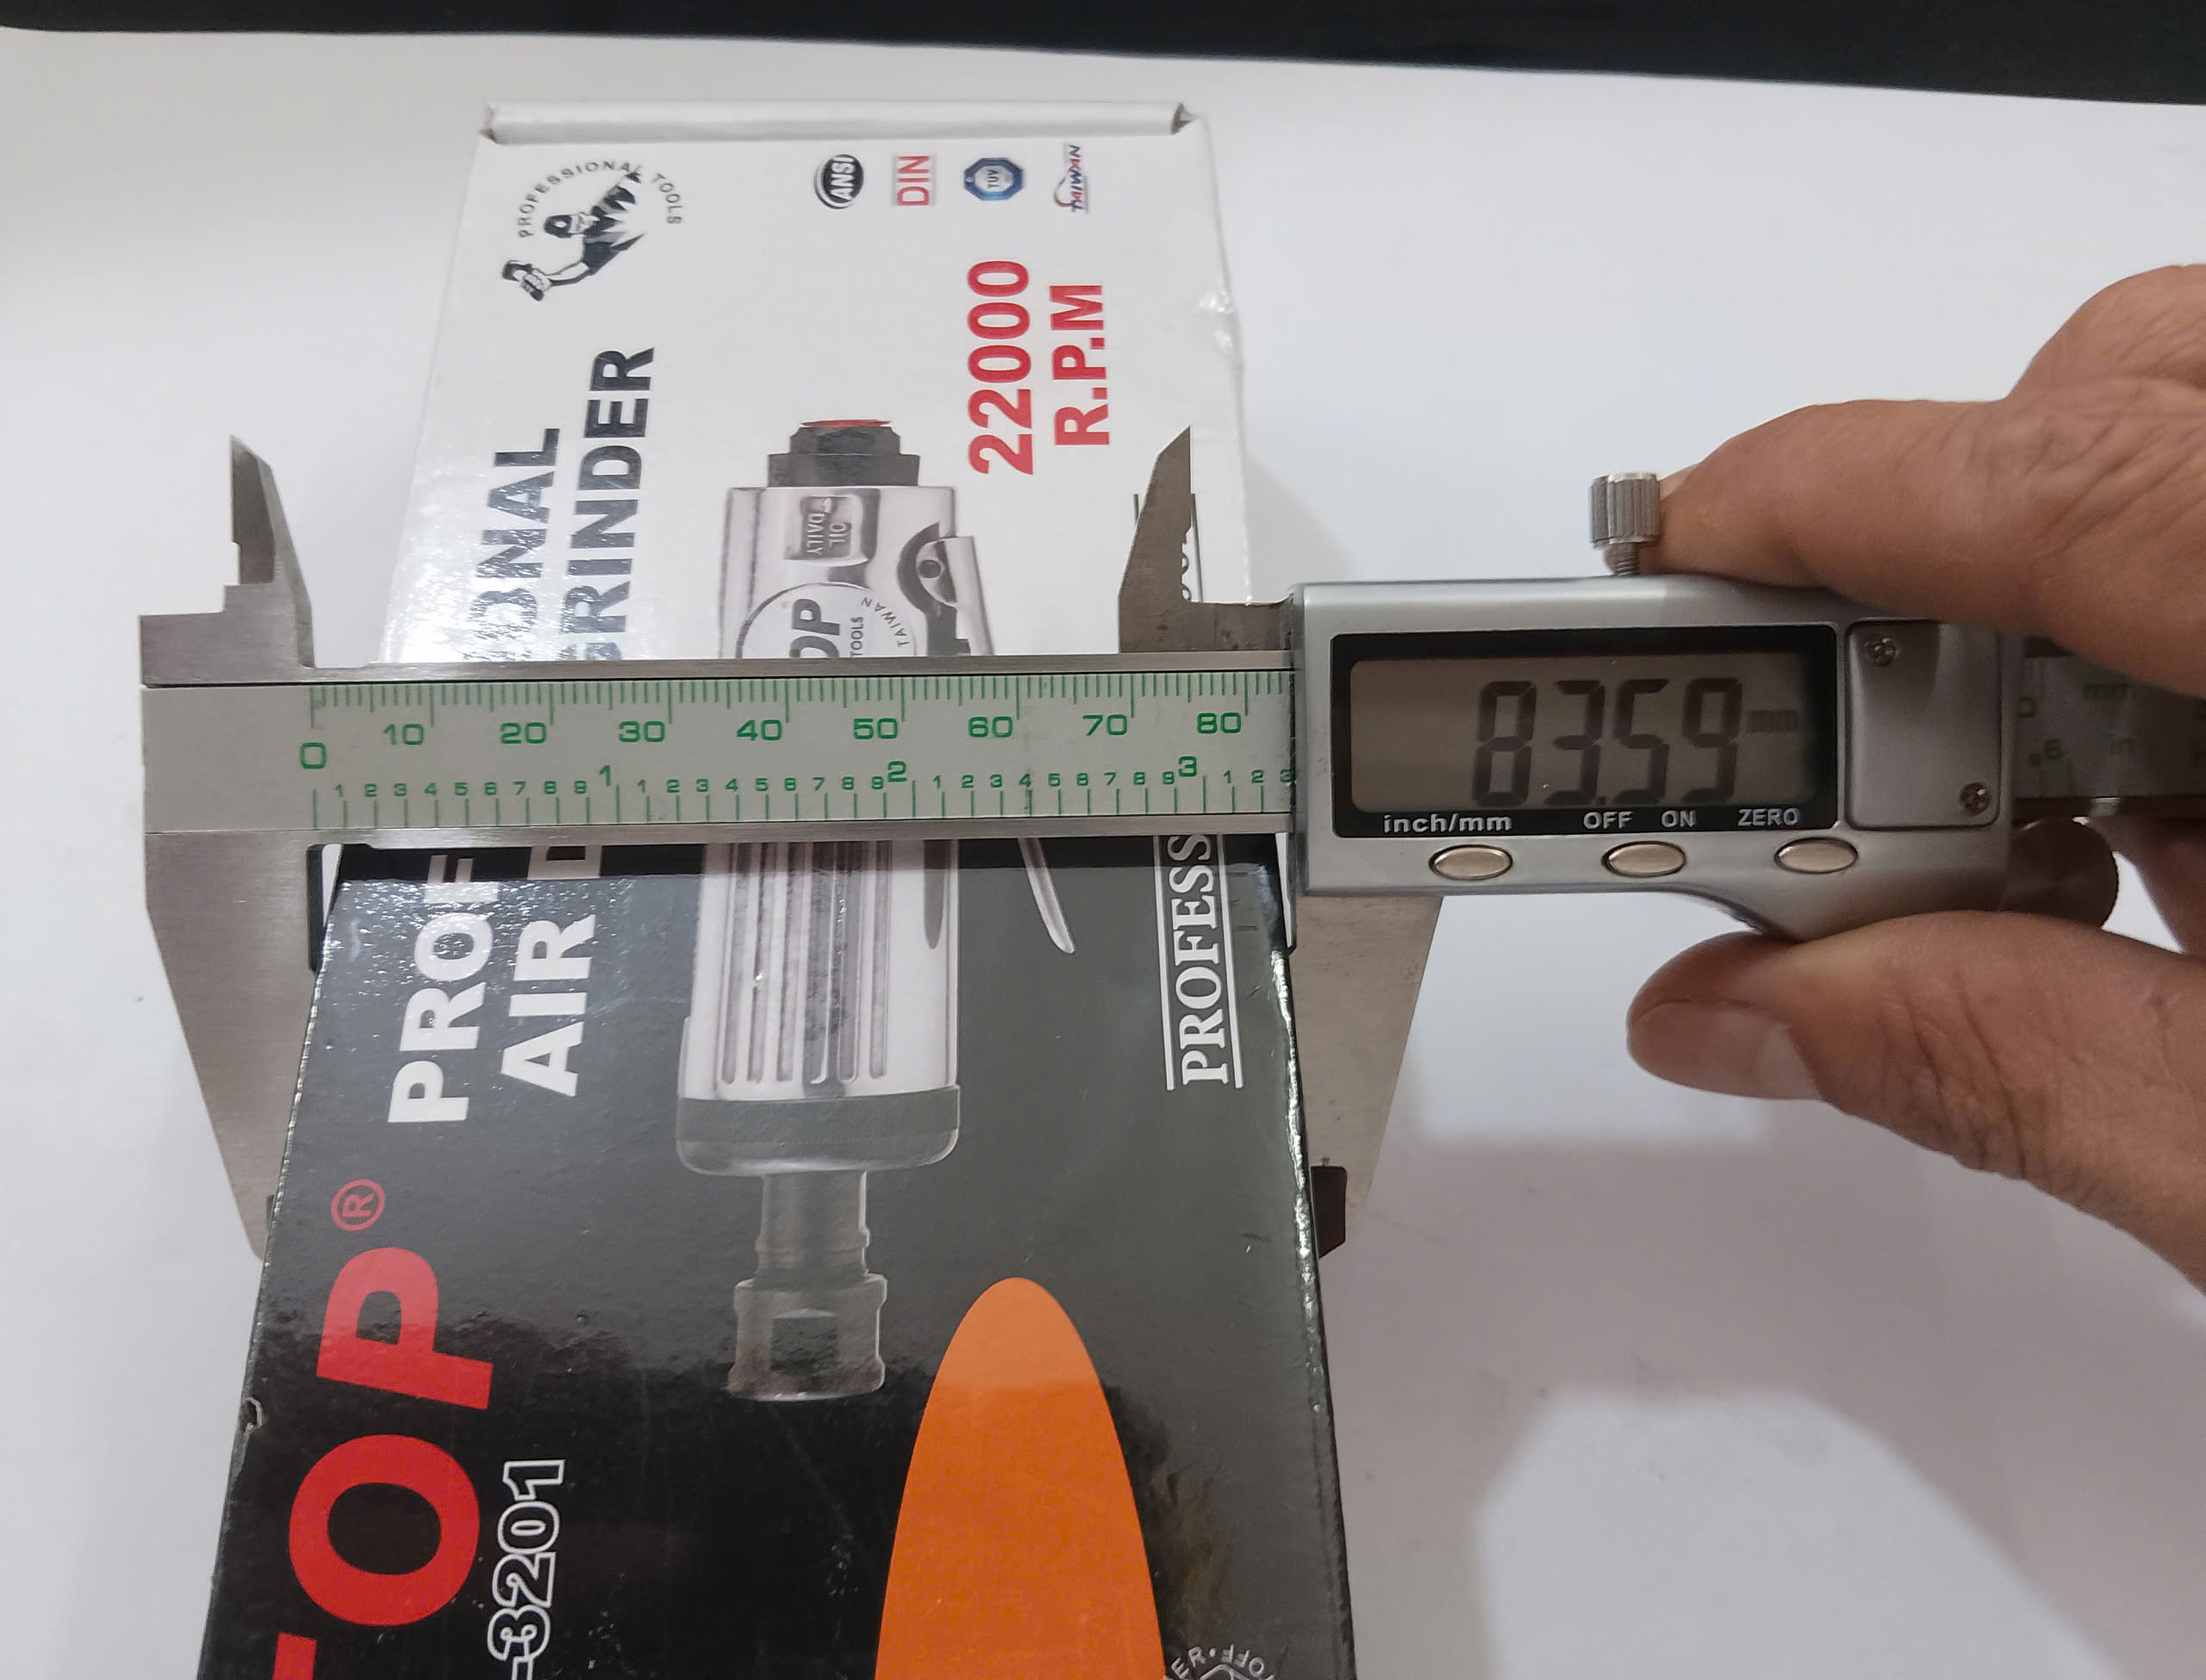 PROFESSIONAL TOOLS
ANSI
DIN
TUV
TAIWAN
22000
R.P.M
ONAL
GRINDER
OIL
DAILY
OP
TOOLS
TAIWAN
0 10 20 30 40 50 60 70 80
1 2 3 4 5 6 7 8 9 1 1 2 3 4 5 6 7 8 9 2 1 2 3 4 5 6 7 8 9 3 1 2 3
83.59 mm
inch/mm OFF ON ZERO
mm
in
PROF
AIR D
PROFESS
OP®
-3201